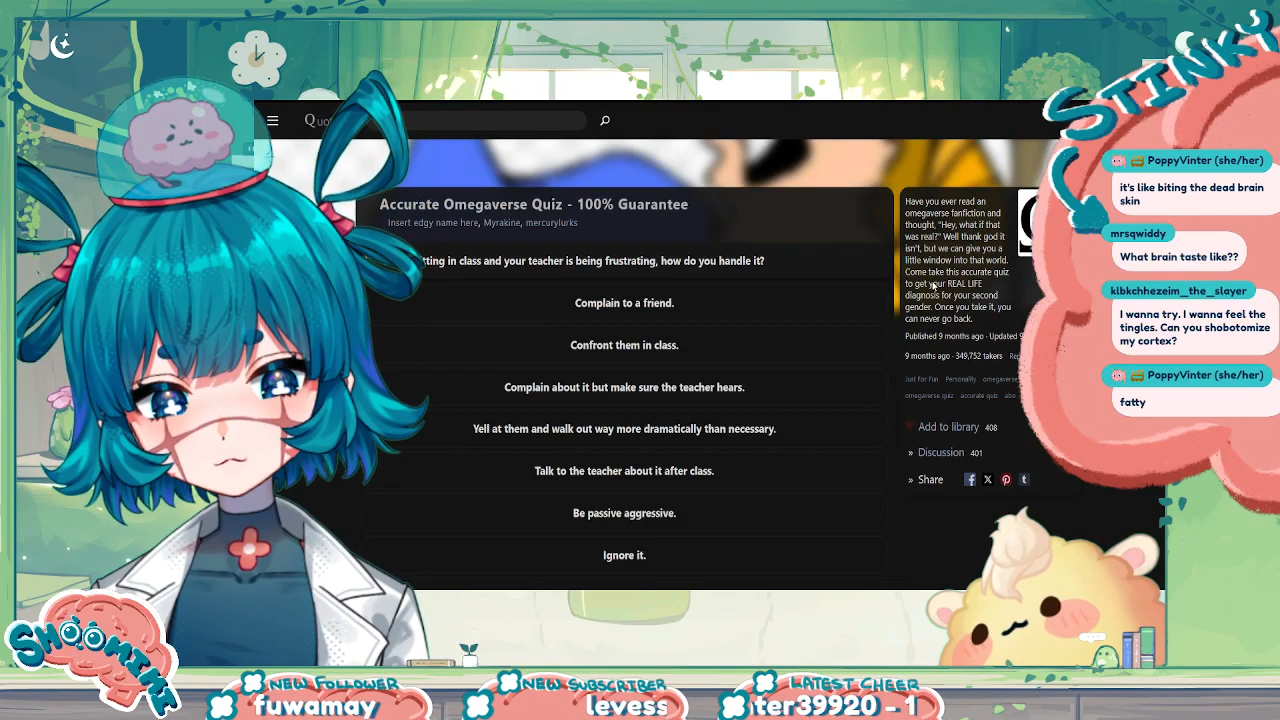 STINKY
Quo
Accurate Omegaverse Quiz - 100% Guarantee
Insert edgy name here, Myrakine, mercurylurks
tting in class and your teacher is being frustrating, how do you handle it?
Complain to a friend.
Confront them in class.
Complain about it but make sure the teacher hears.
Yell at them and walk out way more dramatically than necessary.
Talk to the teacher about it after class.
Be passive aggressive.
Ignore it.
Have you ever read an
omegaverse fanfiction and
thought, "Hey, what if that
was real?" Well thank god it
isn't, but we can give you a
little window into that world.
Come take this accurate quiz
to get your REAL LIFE
diagnosis for your second
gender. Once you take it, you
can never go back.
Published 9 months ago · Updated 9
9 months ago · 349,752 takers
Just For Fun Personality omegaverse
omegaverse quiz accurate quiz abo
Add to library 408
» Discussion 401
» Share
PoppyVinter (she/her)
it's like biting the dead brain
skin
mrsqwiddy
What brain taste like??
klbkchhezeim__the__slayer
I wanna try. I wanna feel the
tingles. Can you shobotomize
my cortex?
PoppyVinter (she/her)
fatty
SMOOMINK
NEW FOLLOWER
fuwamay
NEW SUBSCRIBER
levess
LATEST CHEER
ter39920 - 1